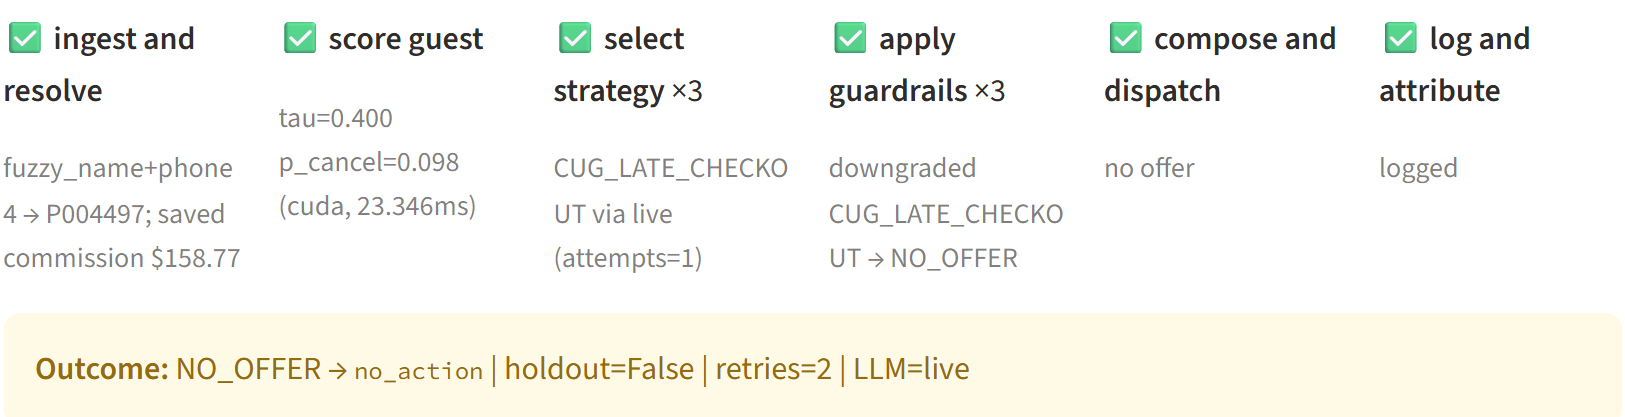 ✅ ingest and
resolve
fuzzy_name+phone
4 → P004497; saved
commission $158.77
✅ score guest
tau=0.400
p_cancel=0.098
(cuda, 23.346ms)
✅ select
strategy ×3
CUG_LATE_CHECKO
UT via live
(attempts=1)
✅ apply
guardrails ×3
downgraded
CUG_LATE_CHECKO
UT → NO_OFFER
✅ compose and
dispatch
no offer
✅ log and
attribute
logged
Outcome: NO_OFFER → no_action | holdout=False | retries=2 | LLM=live